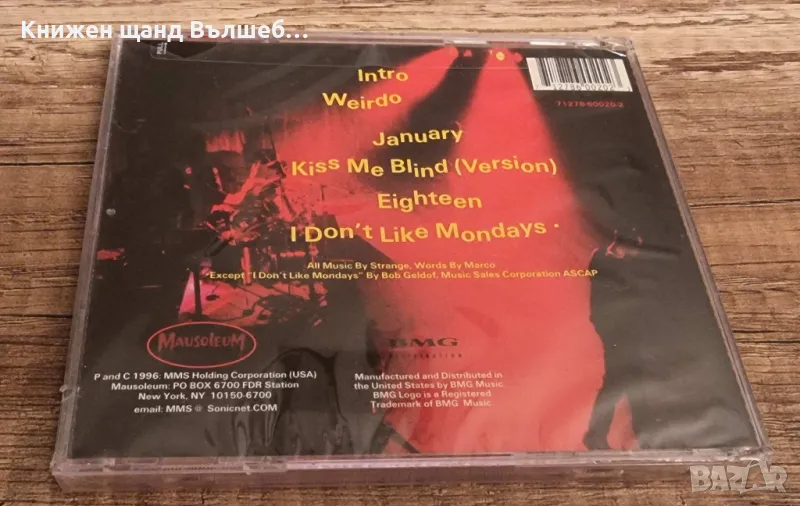 Книжен щанд Вълшеб...
Intro
Weirdo
January
Kiss Me Blind (Version)
Eighteen
I Don't Like Mondays •
71278-60020-2
All Music By Strange, Words By Marco
•Except "I Don't Like Mondays" By Bob Geldof, Music Sales Corporation ASCAP
MAUSOLEUM
BMG
DISTRIBUTION
P and C 1996: MMS Holding Corporation (USA)
Mausoleum: PO BOX 6700 FDR Station
New York, NY 10150-6700
email: MMS @ Sonicnet.COM
Manufactured and Distributed in
the United States by BMG Music
BMG Logo is a Registered
Trademark of BMG Music
BAZAR